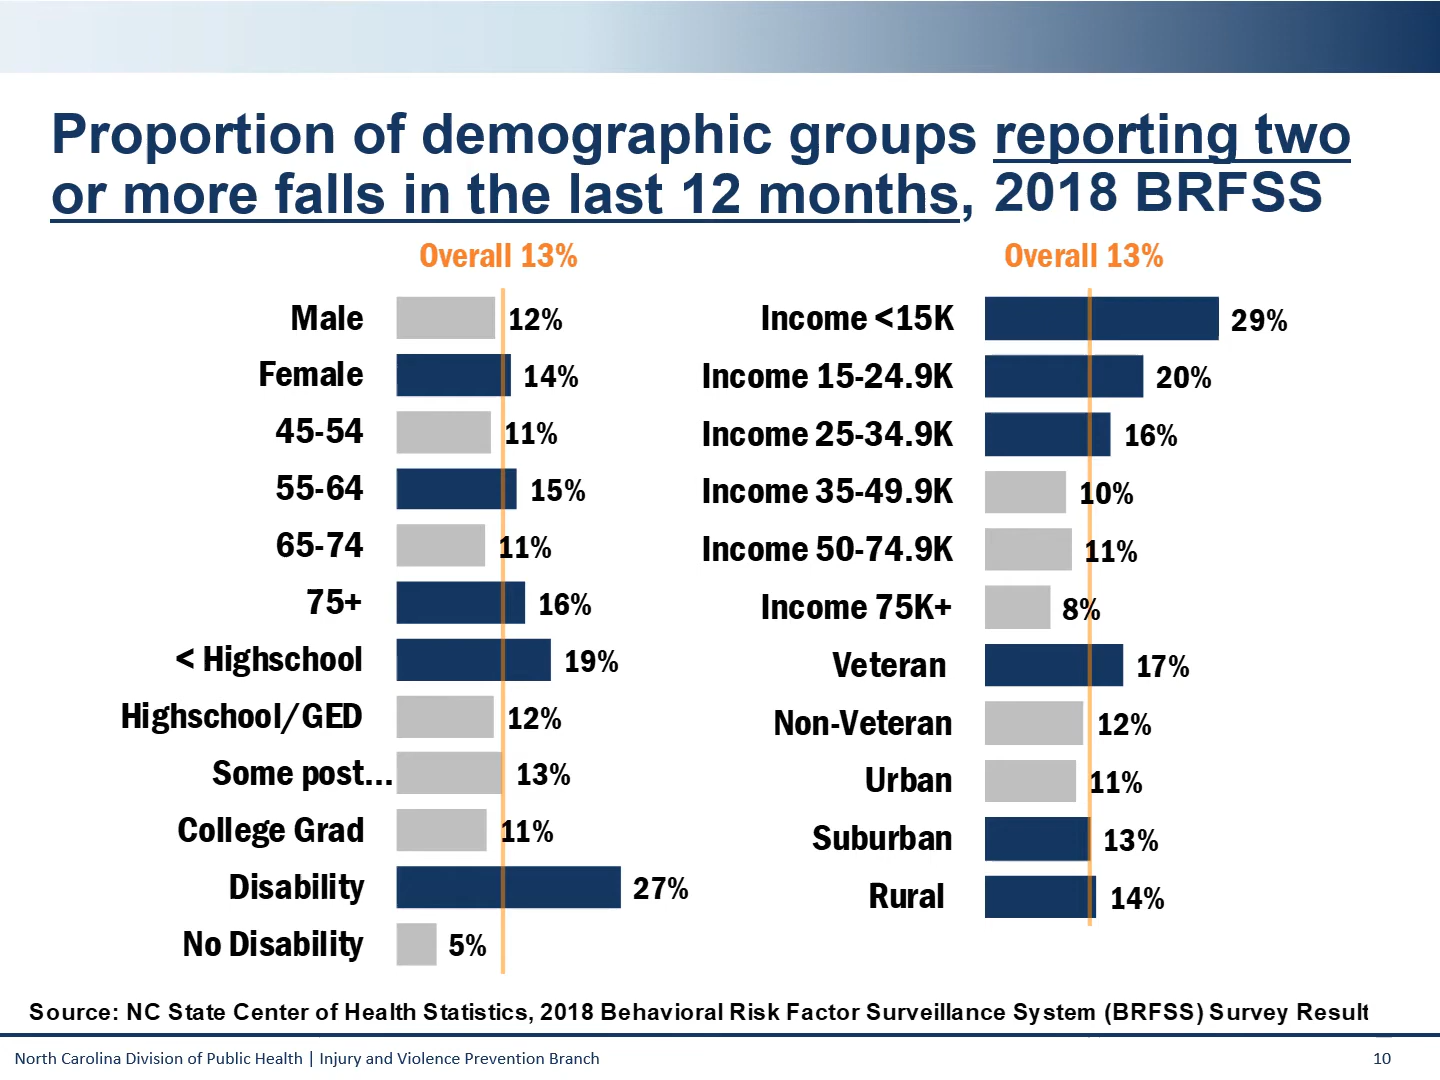 Proportion of demographic groups reporting two
or more falls in the last 12 months, 2018 BRFSS
Overall 13%
Male 12%
Female 14%
45-54 11%
55-64 15%
65-74 11%
75+ 16%
< Highschool 19%
Highschool/GED 12%
Some post... 13%
College Grad 11%
Disability 27%
No Disability 5%
Overall 13%
Income <15K 29%
Income 15-24.9K 20%
Income 25-34.9K 16%
Income 35-49.9K 10%
Income 50-74.9K 11%
Income 75K+ 8%
Veteran 17%
Non-Veteran 12%
Urban 11%
Suburban 13%
Rural 14%
Source: NC State Center of Health Statistics, 2018 Behavioral Risk Factor Surveillance System (BRFSS) Survey Result
North Carolina Division of Public Health | Injury and Violence Prevention Branch 10